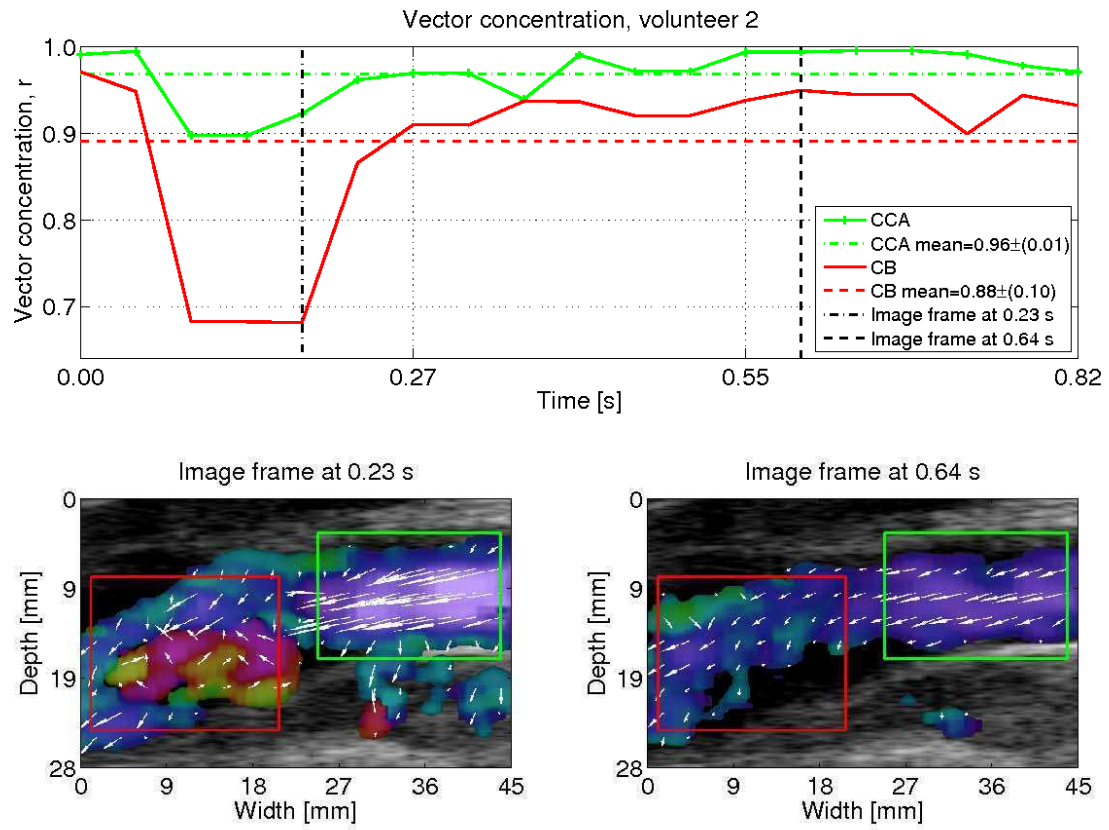 Vector concentration, volunteer 2
Vector concentration, r
1.0
0.9
0.8
0.7
CCA
CCA mean=0.96±(0.01)
CB
CB mean=0.88±(0.10)
Image frame at 0.23 s
Image frame at 0.64 s
0.00
0.27
0.55
0.82
Time [s]
Image frame at 0.23 s
Depth [mm]
0
9
19
28
0
9
18
27
36
45
Width [mm]
Image frame at 0.64 s
Depth [mm]
0
9
19
28
0
9
18
27
36
45
Width [mm]